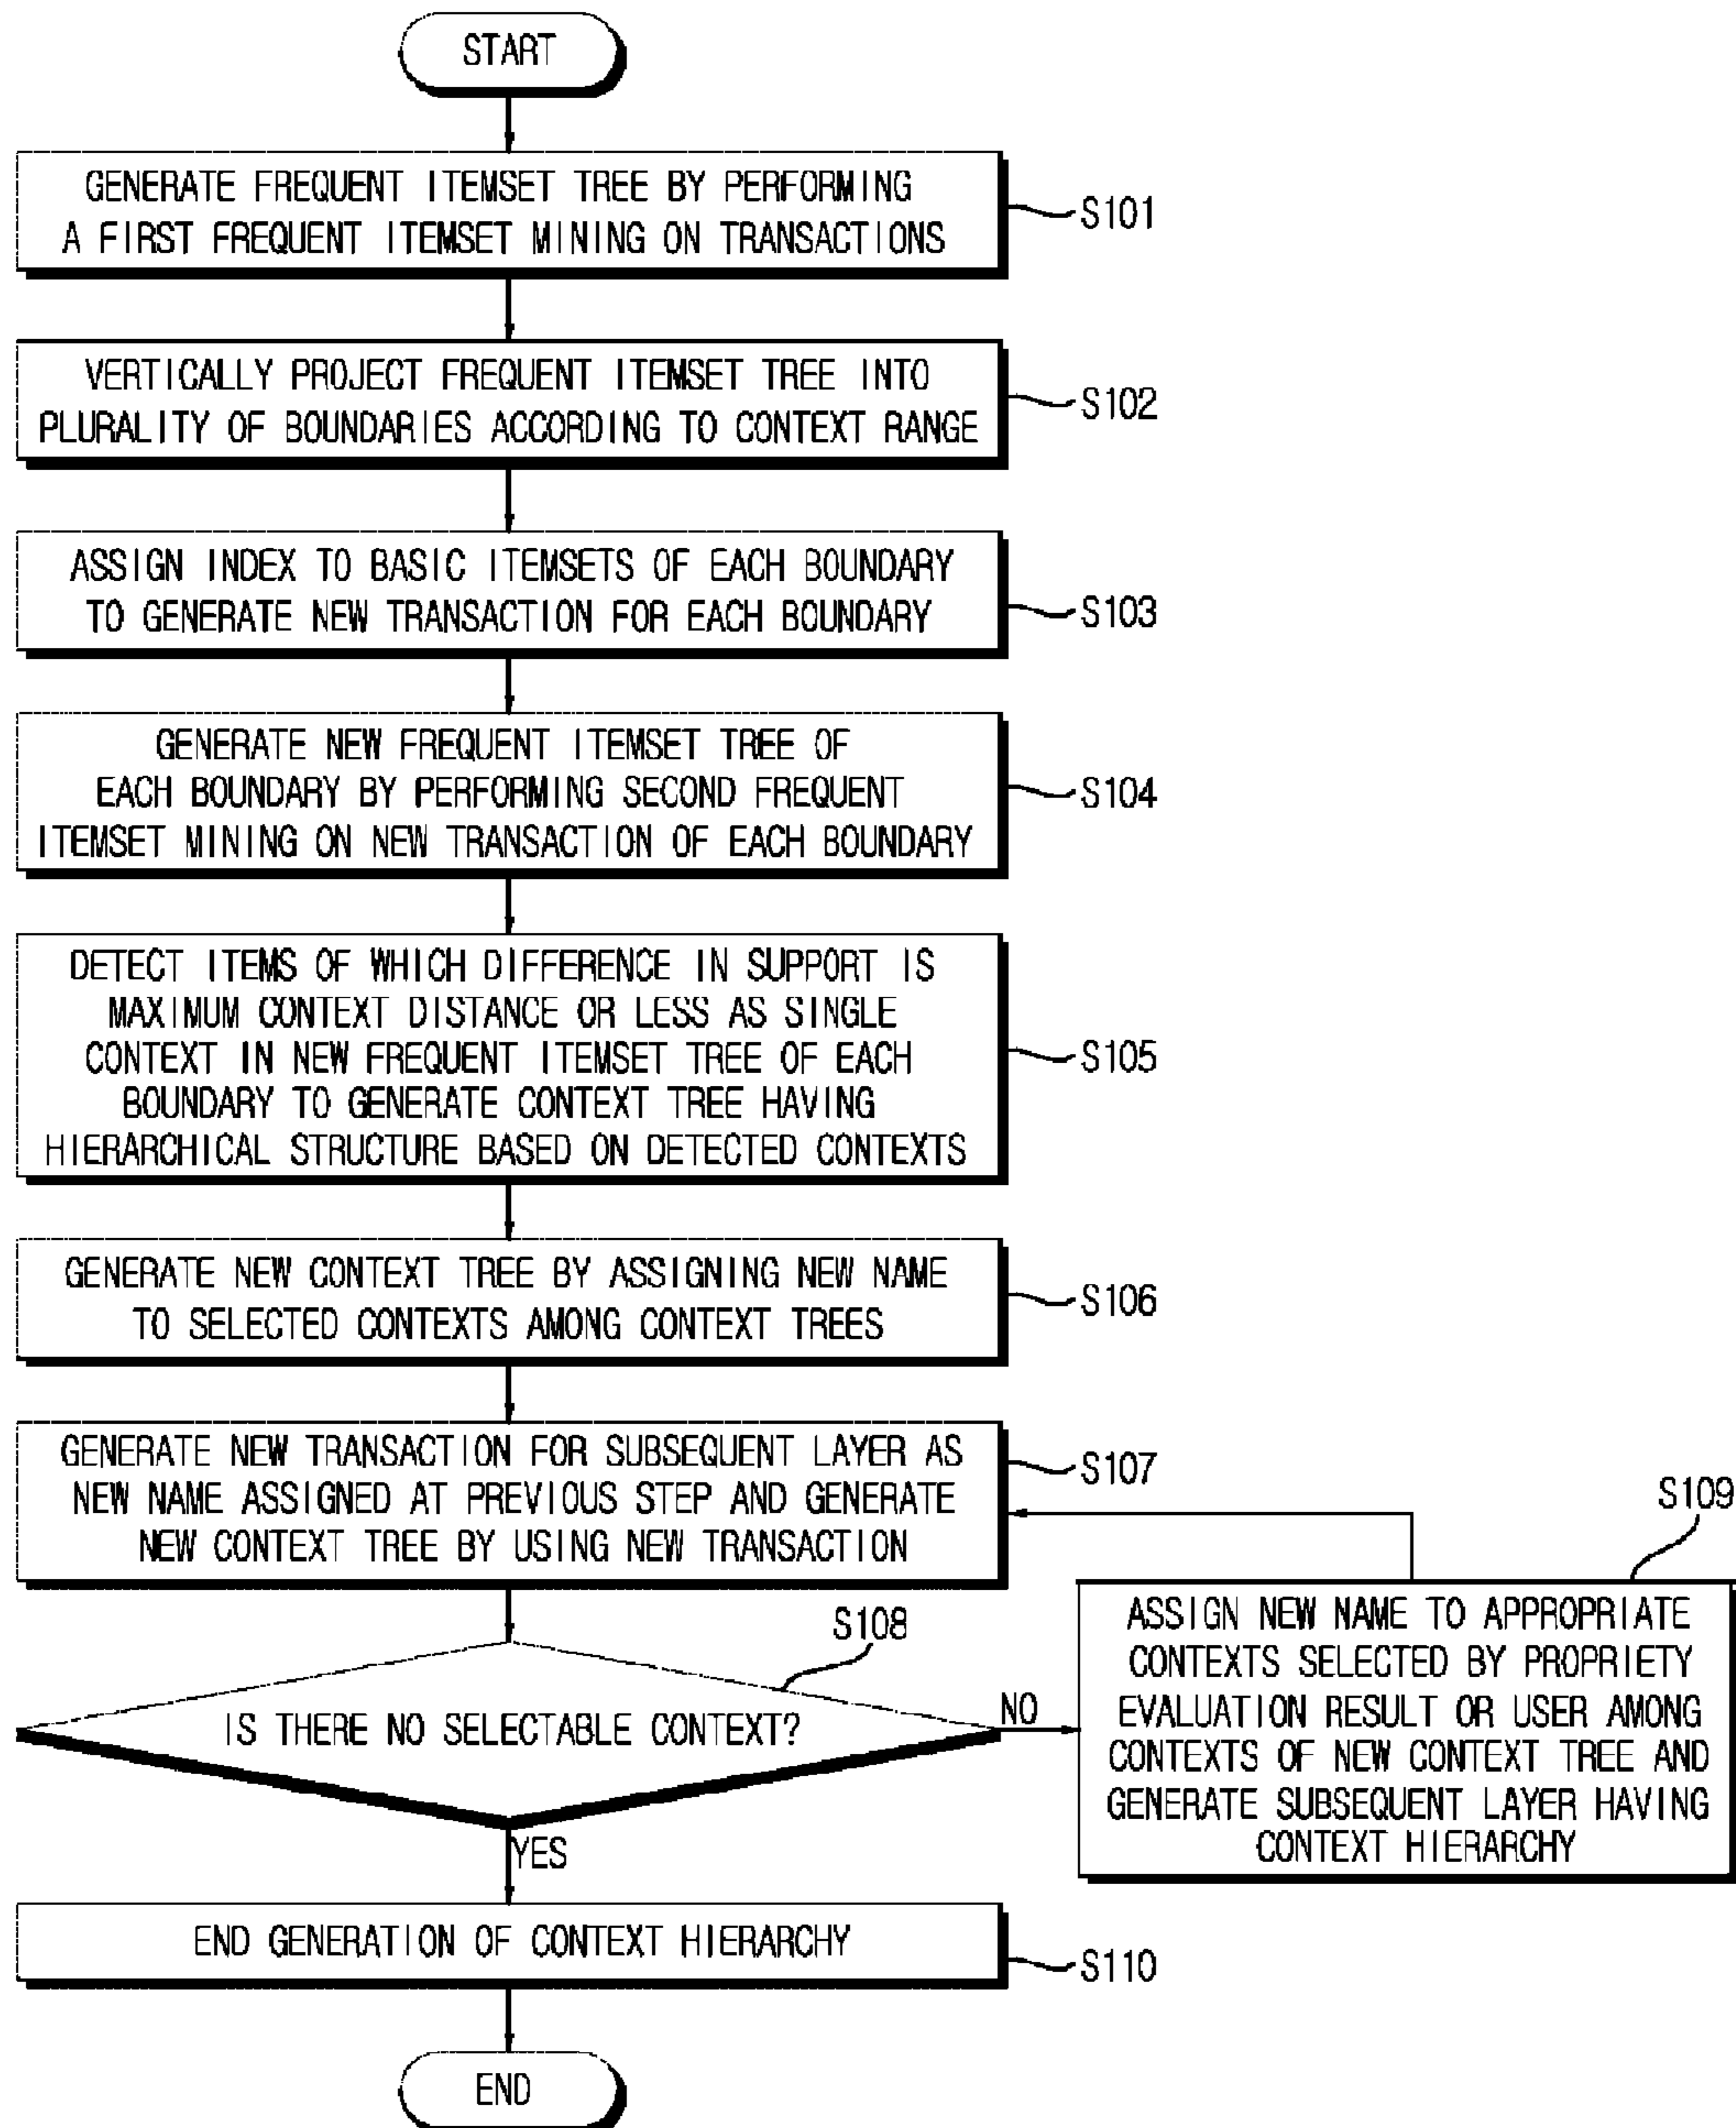 START
GENERATE FREQUENT ITEMSET TREE BY PERFORMING
A FIRST FREQUENT ITEMSET MINING ON TRANSACTIONS
S101
VERTICALLY PROJECT FREQUENT ITEMSET TREE INTO
PLURALITY OF BOUNDARIES ACCORDING TO CONTEXT RANGE
S102
ASSIGN INDEX TO BASIC ITEMSETS OF EACH BOUNDARY
TO GENERATE NEW TRANSACTION FOR EACH BOUNDARY
S103
GENERATE NEW FREQUENT ITEMSET TREE OF
EACH BOUNDARY BY PERFORMING SECOND FREQUENT
ITEMSET MINING ON NEW TRANSACTION OF EACH BOUNDARY
S104
DETECT ITEMS OF WHICH DIFFERENCE IN SUPPORT IS
MAXIMUM CONTEXT DISTANCE OR LESS AS SINGLE
CONTEXT IN NEW FREQUENT ITEMSET TREE OF EACH
BOUNDARY TO GENERATE CONTEXT TREE HAVING
HIERARCHICAL STRUCTURE BASED ON DETECTED CONTEXTS
S105
GENERATE NEW CONTEXT TREE BY ASSIGNING NEW NAME
TO SELECTED CONTEXTS AMONG CONTEXT TREES
S106
GENERATE NEW TRANSACTION FOR SUBSEQUENT LAYER AS
NEW NAME ASSIGNED AT PREVIOUS STEP AND GENERATE
NEW CONTEXT TREE BY USING NEW TRANSACTION
S107
S108
IS THERE NO SELECTABLE CONTEXT?
NO
S109
ASSIGN NEW NAME TO APPROPRIATE
CONTEXTS SELECTED BY PROPRIETY
EVALUATION RESULT OR USER AMONG
CONTEXTS OF NEW CONTEXT TREE AND
GENERATE SUBSEQUENT LAYER HAVING
CONTEXT HIERARCHY
YES
END GENERATION OF CONTEXT HIERARCHY
S110
END